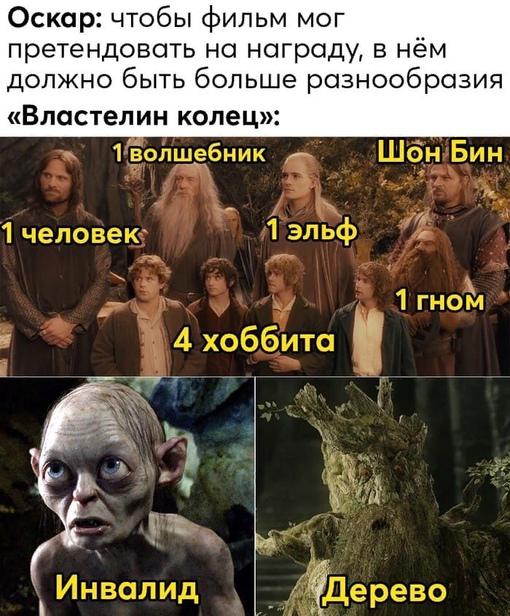 Оскар: чтобы фильм мог
претендовать на награду, в нём
должно быть больше разнообразия
«Властелин колец»:
1 волшебник
Шон Бин
1 человек
1 эльф
1 гном
4 хоббита
Инвалид
Дерево